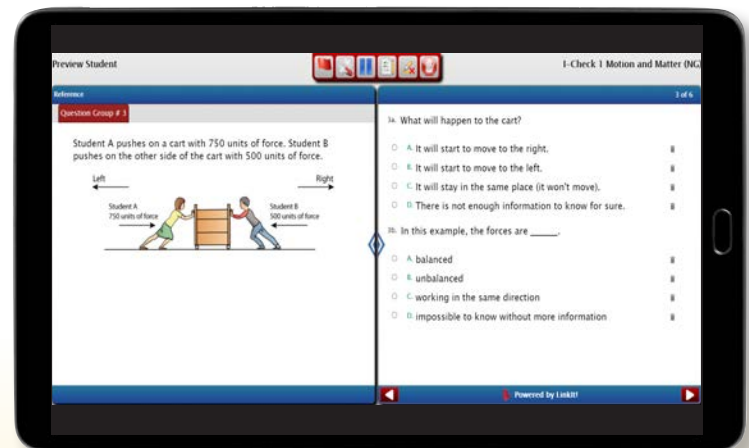 Preview Student
I-Check 1 Motion and Matter (NG
Reference
3 of 6
Question Group # 3
Student A pushes on a cart with 750 units of force. Student B
pushes on the other side of the cart with 500 units of force.
Left
Right
Student A
750 units of force
Student B
500 units of force
3a. What will happen to the cart?
A. It will start to move to the right.
B. It will start to move to the left.
C. It will stay in the same place (it won't move).
D. There is not enough information to know for sure.
3b. In this example, the forces are _____.
A. balanced
B. unbalanced
C. working in the same direction
D. impossible to know without more information
Powered by LinkIt!